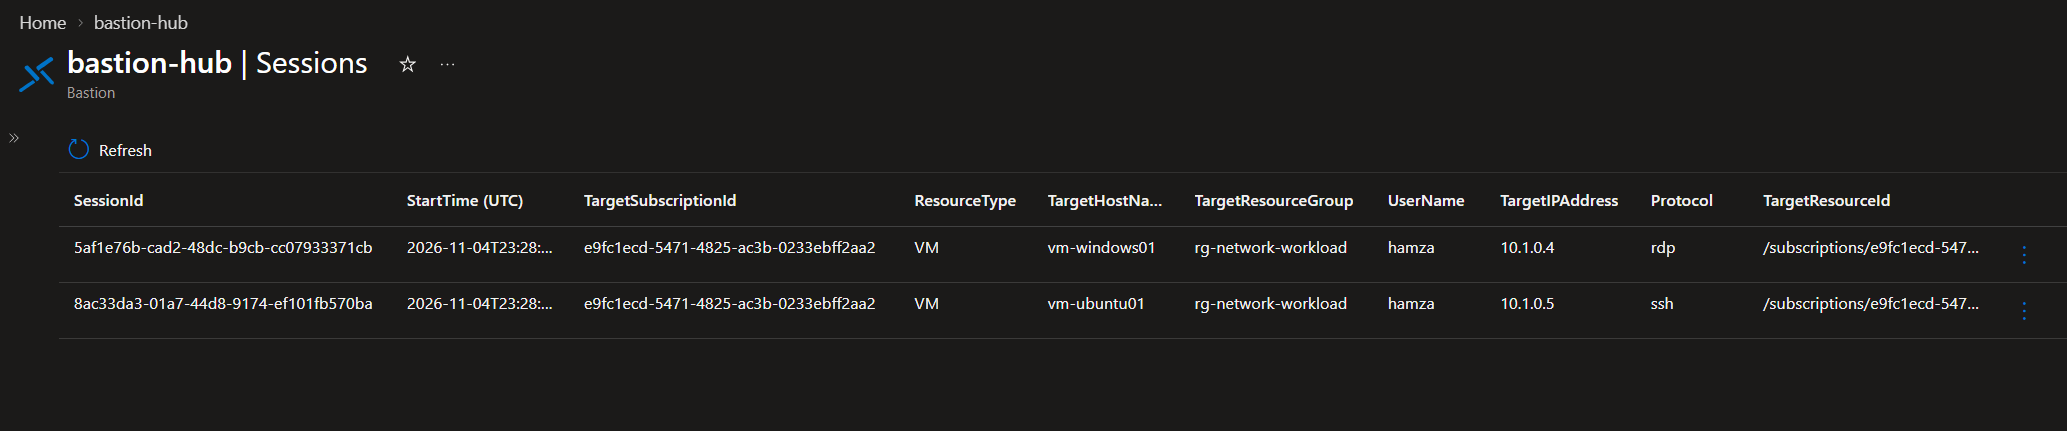 Home > bastion-hub
bastion-hub | Sessions ☆ ...
Bastion
»
Refresh
SessionId StartTime (UTC) TargetSubscriptionId ResourceType TargetHostNa... TargetResourceGroup UserName TargetIPAddress Protocol TargetResourceId
5af1e76b-cad2-48dc-b9cb-cc07933371cb 2026-11-04T23:28:... e9fc1ecd-5471-4825-ac3b-0233ebff2aa2 VM vm-windows01 rg-network-workload hamza 10.1.0.4 rdp /subscriptions/e9fc1ecd-547...
8ac33da3-01a7-44d8-9174-ef101fb570ba 2026-11-04T23:28:... e9fc1ecd-5471-4825-ac3b-0233ebff2aa2 VM vm-ubuntu01 rg-network-workload hamza 10.1.0.5 ssh /subscriptions/e9fc1ecd-547...